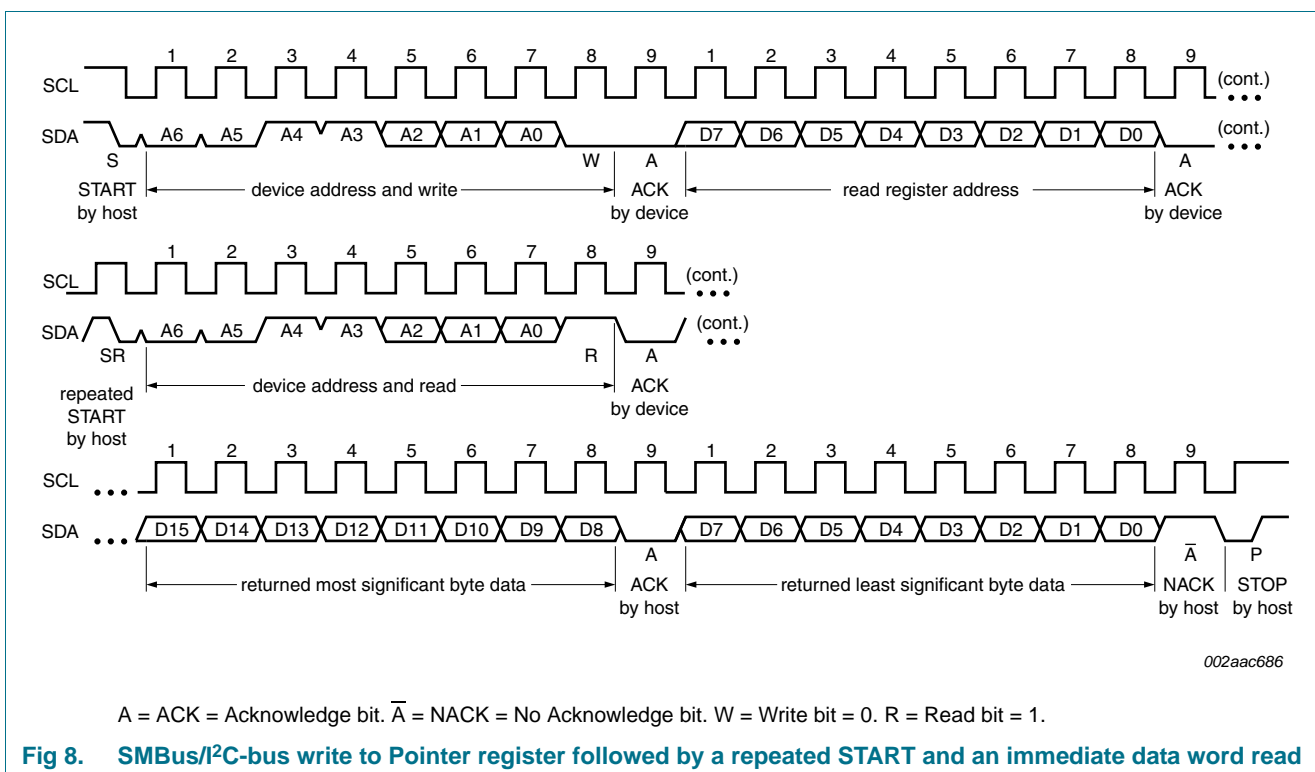 1 2 3 4 5 6 7 8 9 1 2 3 4 5 6 7 8 9
SCL (cont.)
SDA A6 A5 A4 A3 A2 A1 A0 D7 D6 D5 D4 D3 D2 D1 D0 (cont.)
S W A A
START device address and write ACK read register address ACK
by host by device by device
1 2 3 4 5 6 7 8 9
SCL (cont.)
SDA A6 A5 A4 A3 A2 A1 A0 (cont.)
SR R A
repeated device address and read ACK
START by device
by host
1 2 3 4 5 6 7 8 9 1 2 3 4 5 6 7 8 9
SCL
SDA D15 D14 D13 D12 D11 D10 D9 D8 D7 D6 D5 D4 D3 D2 D1 D0
A A̅ P
returned most significant byte data ACK returned least significant byte data NACK STOP
by host by host by host
002aac686
A = ACK = Acknowledge bit. A̅ = NACK = No Acknowledge bit. W = Write bit = 0. R = Read bit = 1.
Fig 8. SMBus/I²C-bus write to Pointer register followed by a repeated START and an immediate data word read